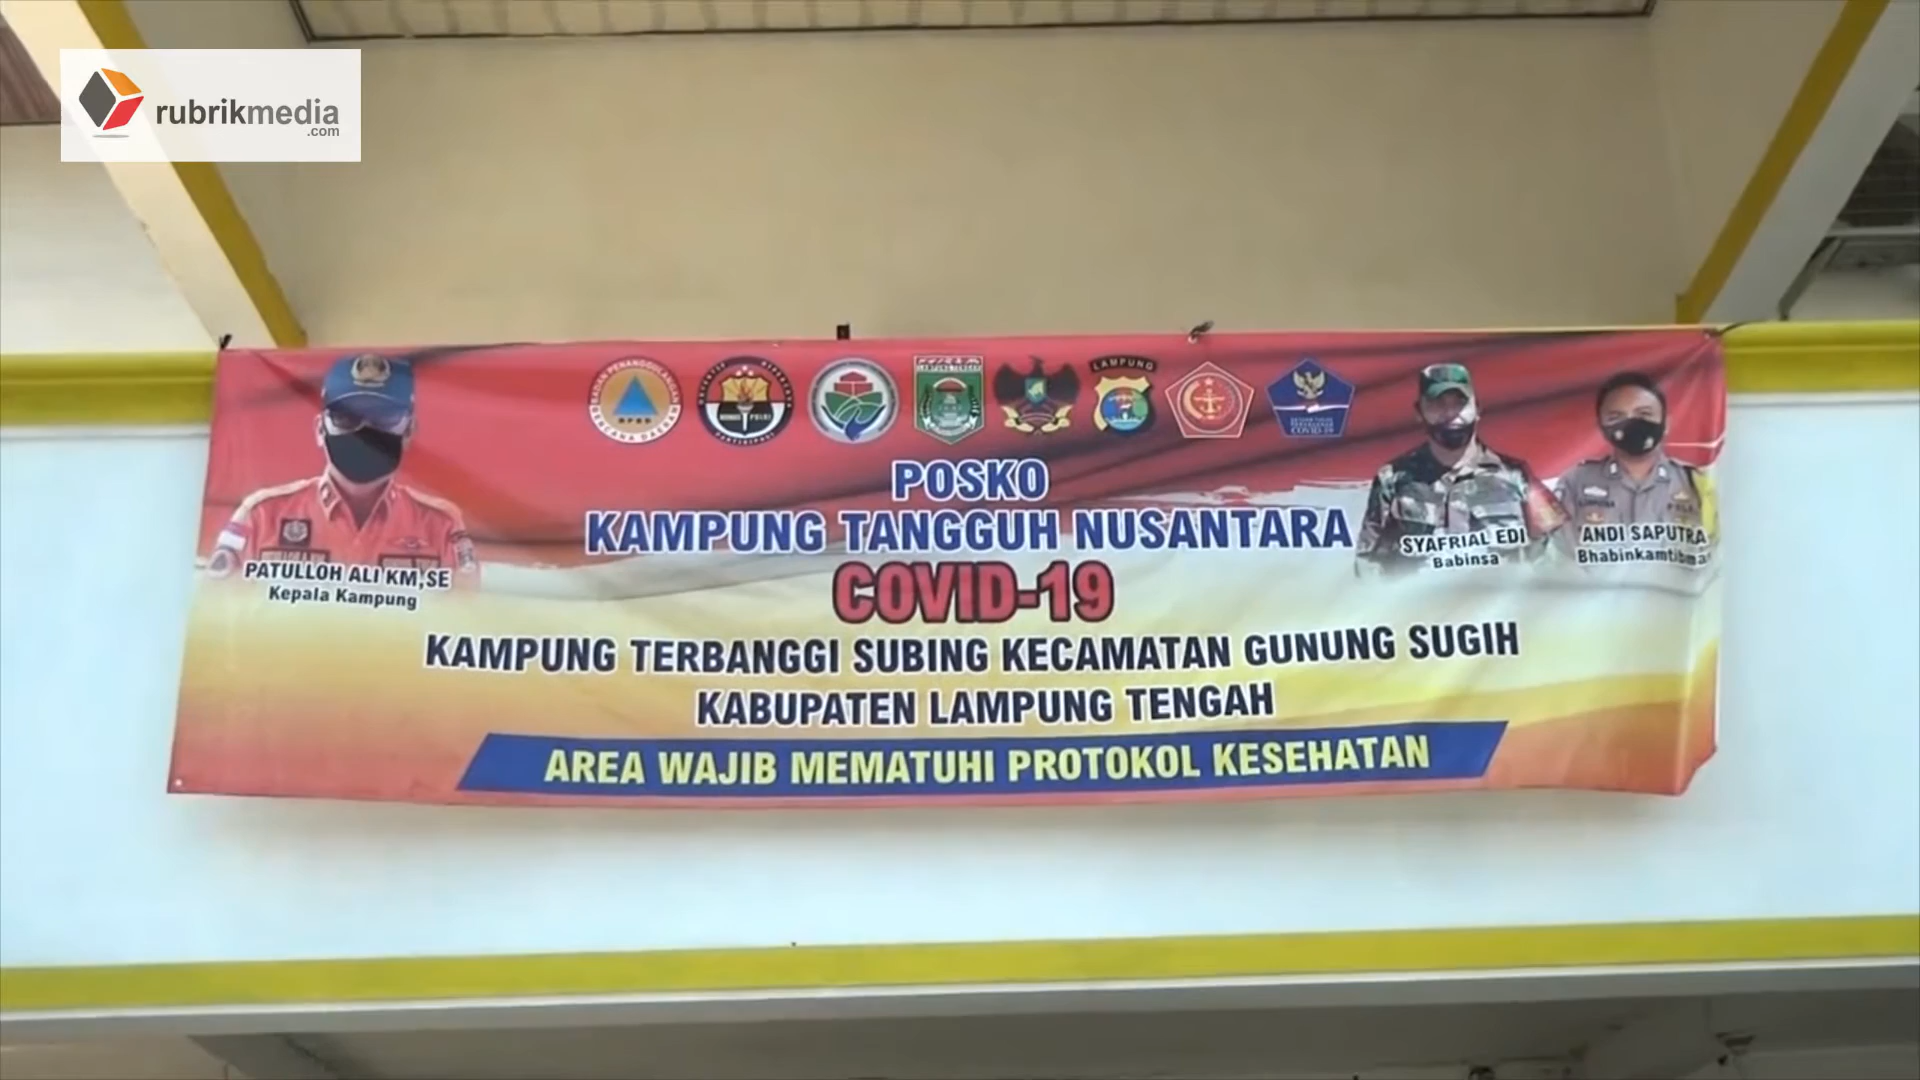 rubrikmedia
.com
LAMPUNG
POSKO
KAMPUNG TANGGUH NUSANTARA
COVID-19
KAMPUNG TERBANGGI SUBING KECAMATAN GUNUNG SUGIH
KABUPATEN LAMPUNG TENGAH
AREA WAJIB MEMATUHI PROTOKOL KESEHATAN
PATULLOH ALI KM,SE
Kepala Kampung
SYAFRIAL EDI
Babinsa
ANDI SAPUTRA